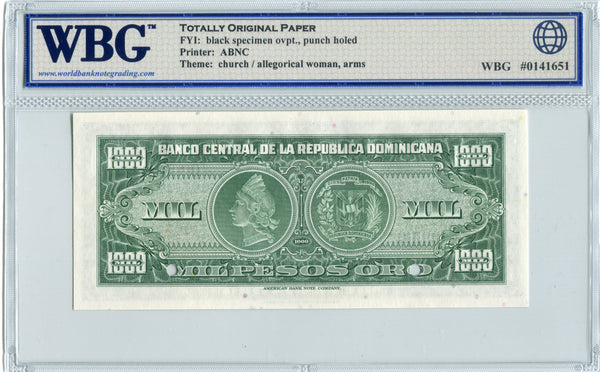 WBG™
www.worldbanknotegrading.com
TOTALLY ORIGINAL PAPER
FYI: black specimen ovpt., punch holed
Printer: ABNC
Theme: church / allegorical woman, arms
WBG #0141651
1000 BANCO CENTRAL DE LA REPUBLICA DOMINICANA 1000
MIL MIL
1000
1000 MIL PESOS ORO 1000
AMERICAN BANK NOTE COMPANY.